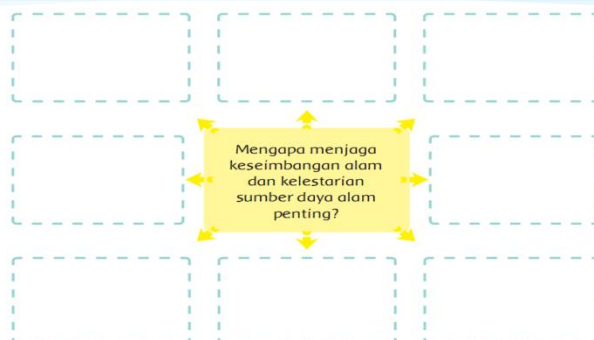 Mengapa menjaga
keseimbangan alam
dan kelestarian
sumber daya alam
penting?